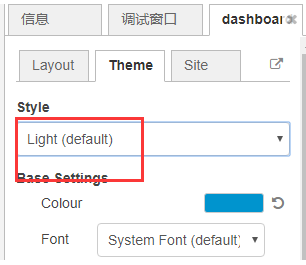 信息 调试窗口 dashboar
Layout Theme Site
Style
Light (default)
Base Settings
Colour
Font System Font (default)